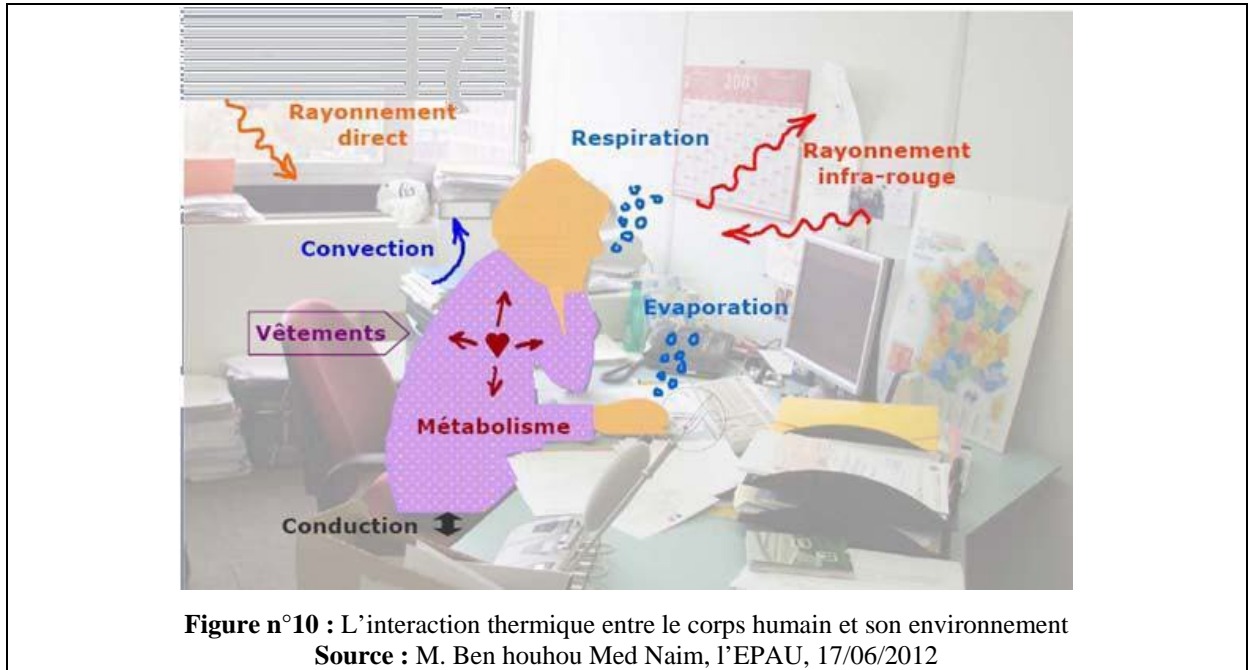 Rayonnement
direct
Respiration
2005
Rayonnement
infra-rouge
Convection
Vêtements
Evaporation
Métabolisme
Conduction
Figure n°10 : L'interaction thermique entre le corps humain et son environnement
Source : M. Ben houhou Med Naim, l'EPAU, 17/06/2012